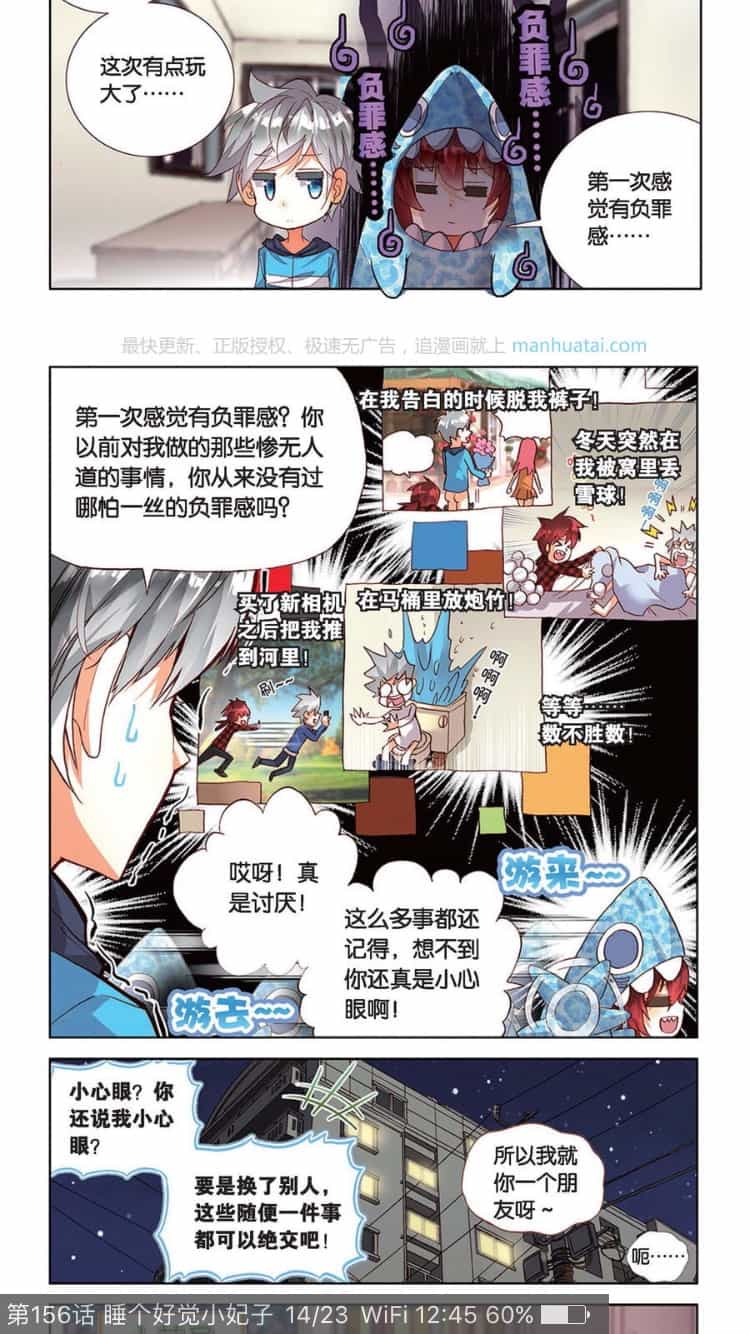 这次有点玩
大了……
负罪感……
负罪感……
第一次感
觉有负罪
感……
最快更新、正版授权、极速无广告，追漫画就上 manhuatai.com
第一次感觉有负罪感？你
以前对我做的那些惨无人
道的事情，你从来没有过
哪怕一丝的负罪感吗？
在我告白的时候脱我裤子！
冬天突然在
我被窝里丢
雪球！
买了新相机
之后把我推
到河里！
刷~~
在马桶里放炮竹！
啊啊啊！
等等……
数不胜数！
哎呀！真
是讨厌！
游来~~
这么多事都还
记得，想不到
你还真是小心
眼啊！
游去~~
小心眼？你
还说我小心
眼？
要是换了别人，
这些随便一件事
都可以绝交吧！
所以我就
你一个朋
友呀~
呃……
第156话 睡个好觉小妃子 14/23 WiFi 12:45 60%